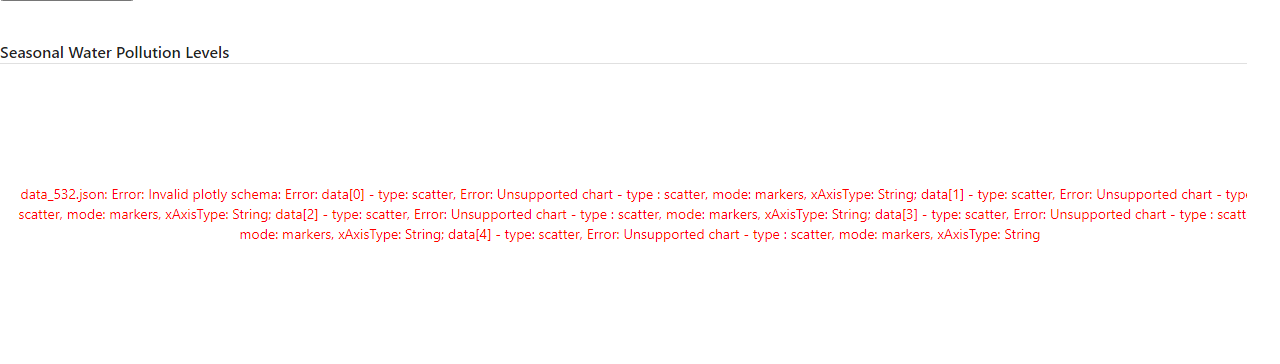 Seasonal Water Pollution Levels
data_532.json: Error: Invalid plotly schema: Error: data[0] - type: scatter, Error: Unsupported chart - type : scatter, mode: markers, xAxisType: String; data[1] - type: scatter, Error: Unsupported chart - type
scatter, mode: markers, xAxisType: String; data[2] - type: scatter, Error: Unsupported chart - type : scatter, mode: markers, xAxisType: String; data[3] - type: scatter, Error: Unsupported chart - type : scatt
mode: markers, xAxisType: String; data[4] - type: scatter, Error: Unsupported chart - type : scatter, mode: markers, xAxisType: String